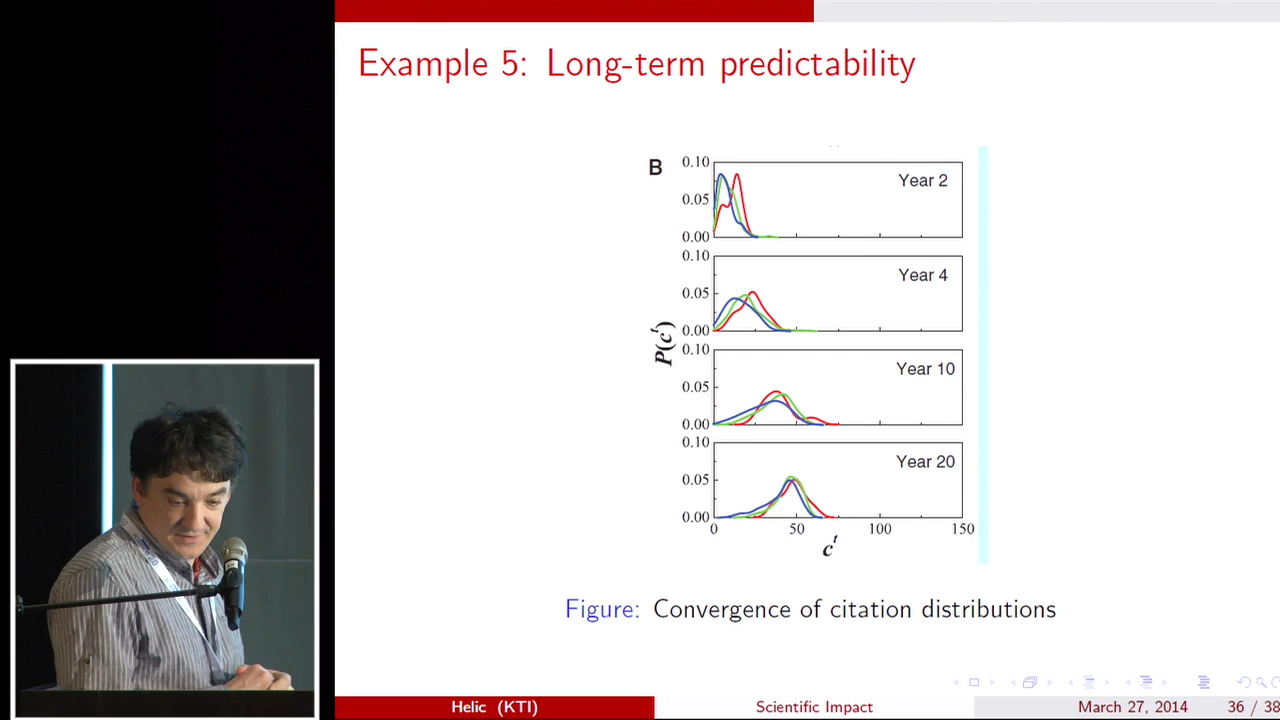 Example 5: Long-term predictability
B
0.10
Year 2
0.05
0.00
0.10
Year 4
0.05
0.00
P(c^t)
0.10
Year 10
0.05
0.00
0.10
Year 20
0.05
0.00
0 50 100 150
c^t
Figure: Convergence of citation distributions
Helic (KTI) Scientific Impact March 27, 2014 36 / 38